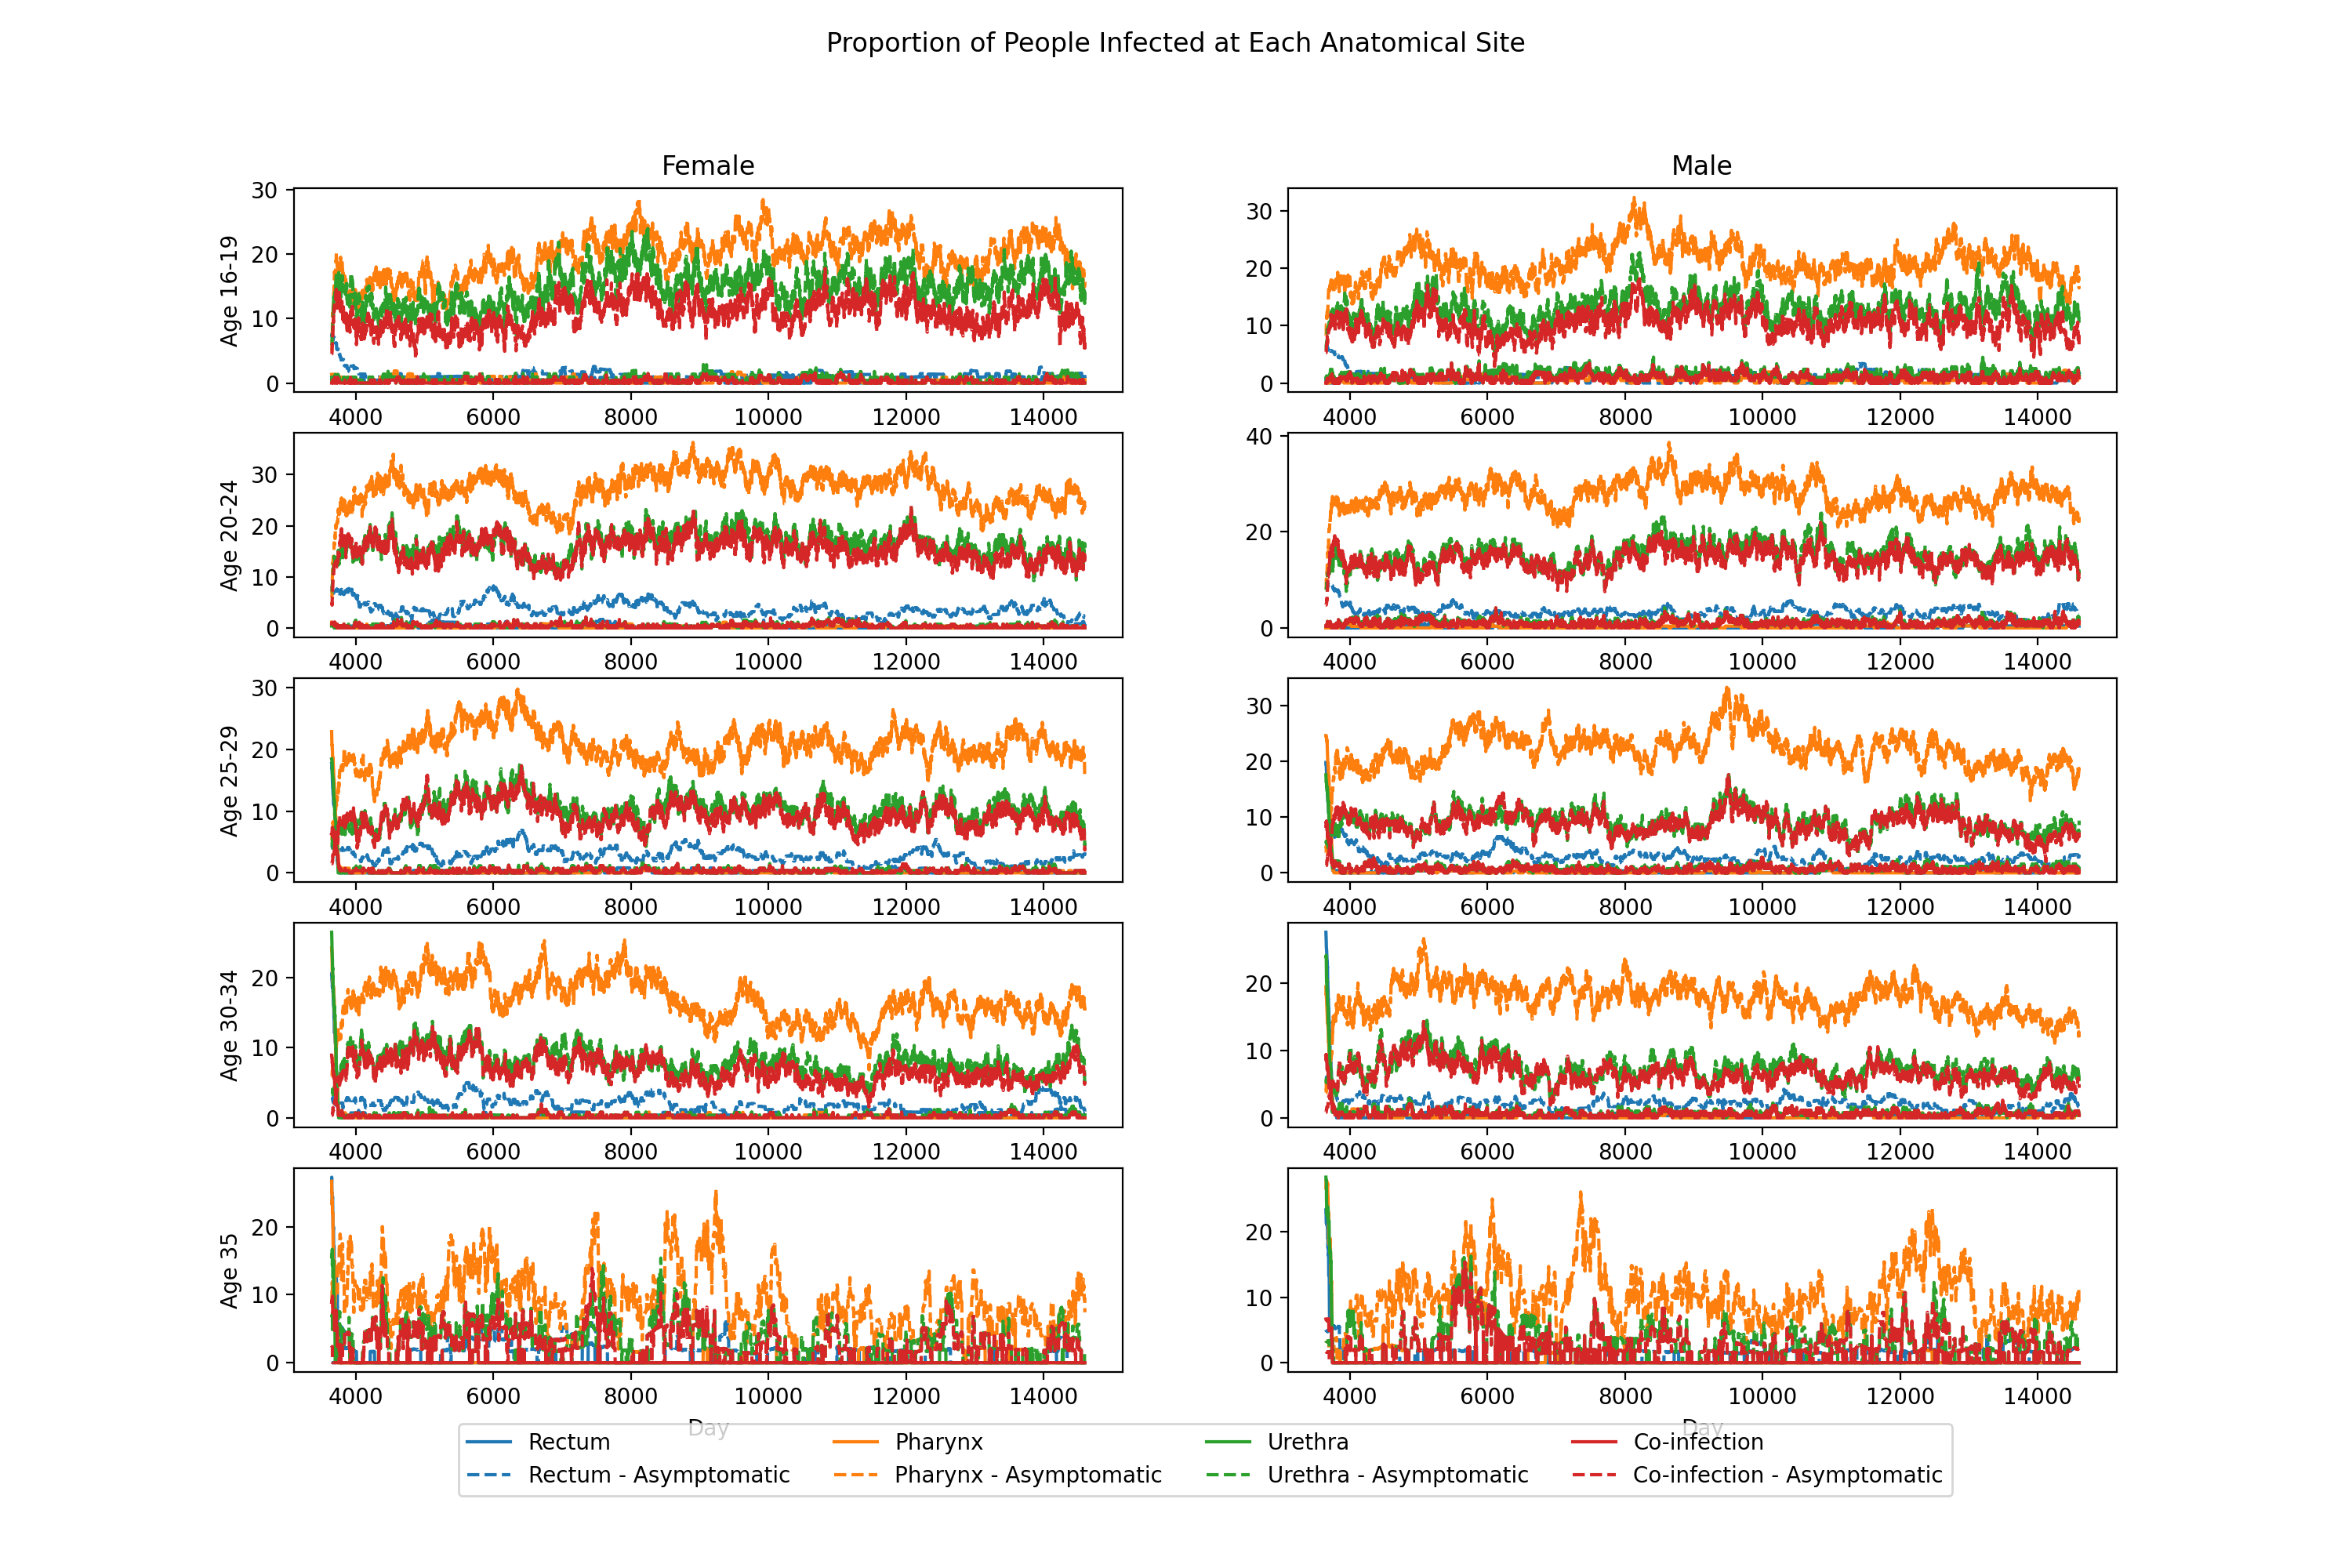 Proportion of People Infected at Each Anatomical Site
Female
Male
Age 16-19
30
20
10
0
4000 6000 8000 10000 12000 14000
30
20
10
0
4000 6000 8000 10000 12000 14000
Age 20-24
30
20
10
0
4000 6000 8000 10000 12000 14000
40
20
0
4000 6000 8000 10000 12000 14000
Age 25-29
30
20
10
0
4000 6000 8000 10000 12000 14000
30
20
10
0
4000 6000 8000 10000 12000 14000
Age 30-34
20
10
0
4000 6000 8000 10000 12000 14000
20
10
0
4000 6000 8000 10000 12000 14000
Age 35
20
10
0
4000 6000 8000 10000 12000 14000
Day
20
10
0
4000 6000 8000 10000 12000 14000
Day
Rectum
Rectum - Asymptomatic
Pharynx
Pharynx - Asymptomatic
Urethra
Urethra - Asymptomatic
Co-infection
Co-infection - Asymptomatic